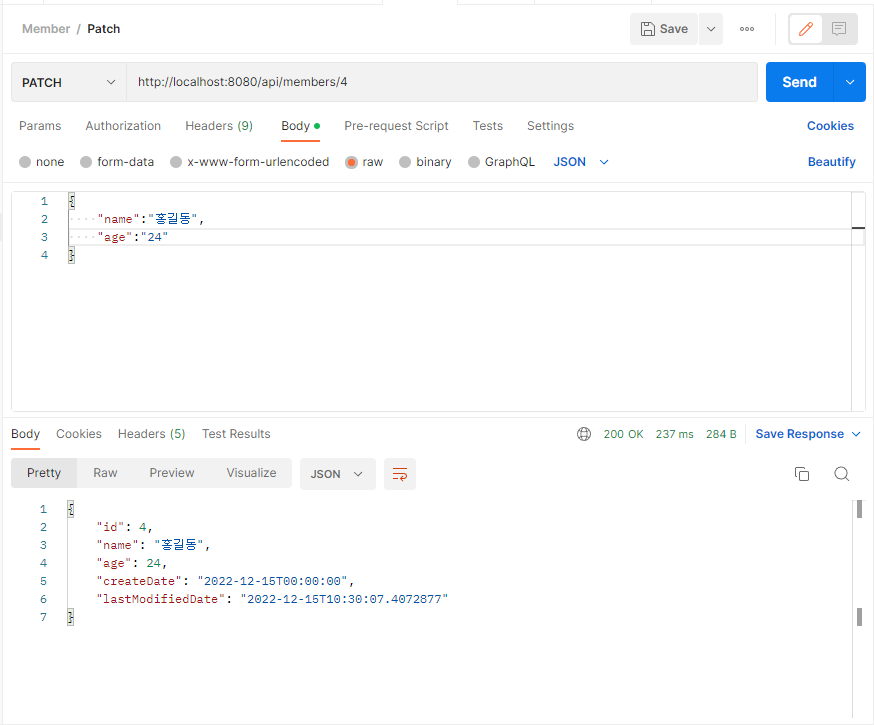 Member / Patch
Save
PATCH
http://localhost:8080/api/members/4
Send
Params Authorization Headers (9) Body Pre-request Script Tests Settings Cookies
none form-data x-www-form-urlencoded raw binary GraphQL JSON Beautify
1 {
2 "name":"홍길동",
3 "age":"24"
4 }
Body Cookies Headers (5) Test Results 200 OK 237 ms 284 B Save Response
Pretty Raw Preview Visualize JSON
1 {
2 "id": 4,
3 "name": "홍길동",
4 "age": 24,
5 "createDate": "2022-12-15T00:00:00",
6 "lastModifiedDate": "2022-12-15T10:30:07.4072877"
7 }